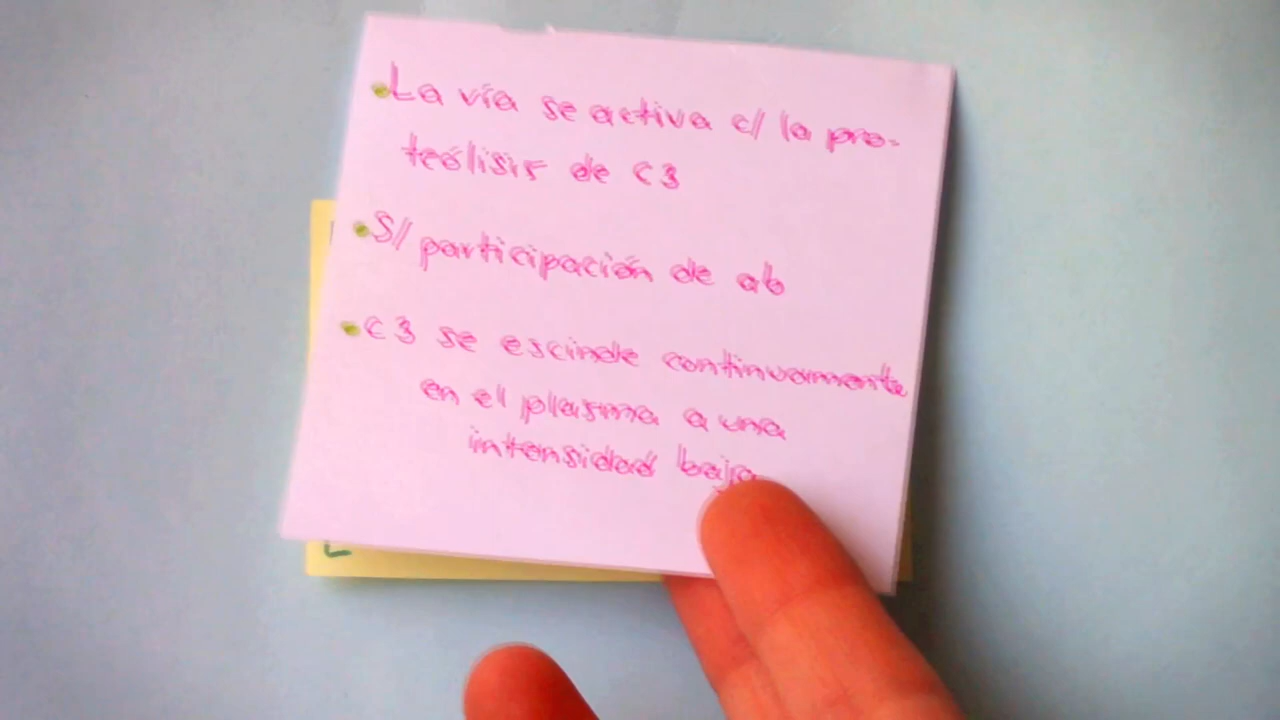 La vía se activa c/ la pro-
teólisis de C3
S/ participación de ab
C3 se escinde continuamente
en el plasma a una
intensidad baja